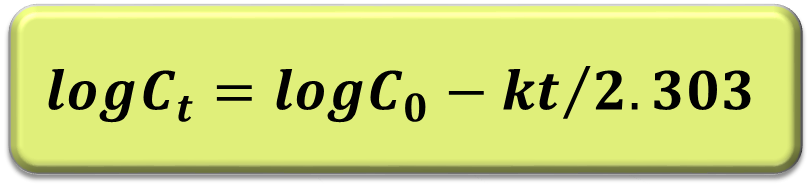 logC_t = logC_0 − kt/2.303